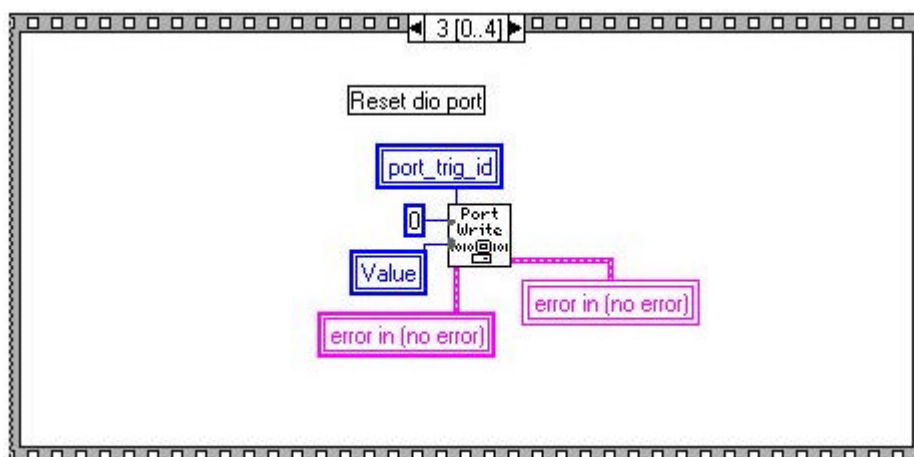 3 [0..4]
Reset dio port
port_trig_id
0
Port
Write
Value
error in (no error)
error in (no error)